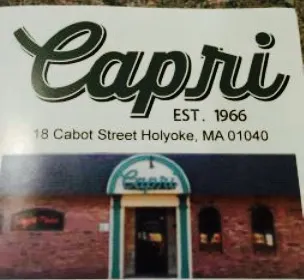 Capri
EST. 1966
18 Cabot Street Holyoke, MA 01040
Capri